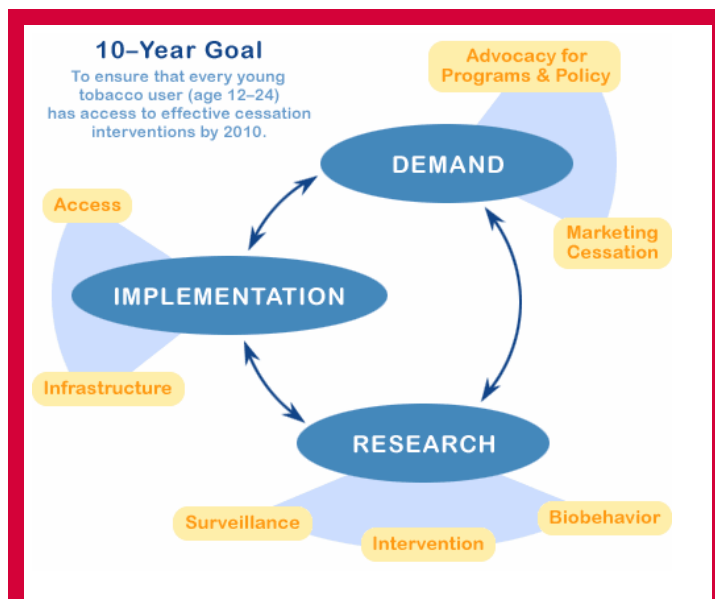 10–Year Goal
To ensure that every young
tobacco user (age 12–24)
has access to effective cessation
interventions by 2010.
Advocacy for
Programs & Policy
DEMAND
Marketing
Cessation
Access
IMPLEMENTATION
Infrastructure
RESEARCH
Surveillance
Intervention
Biobehavior